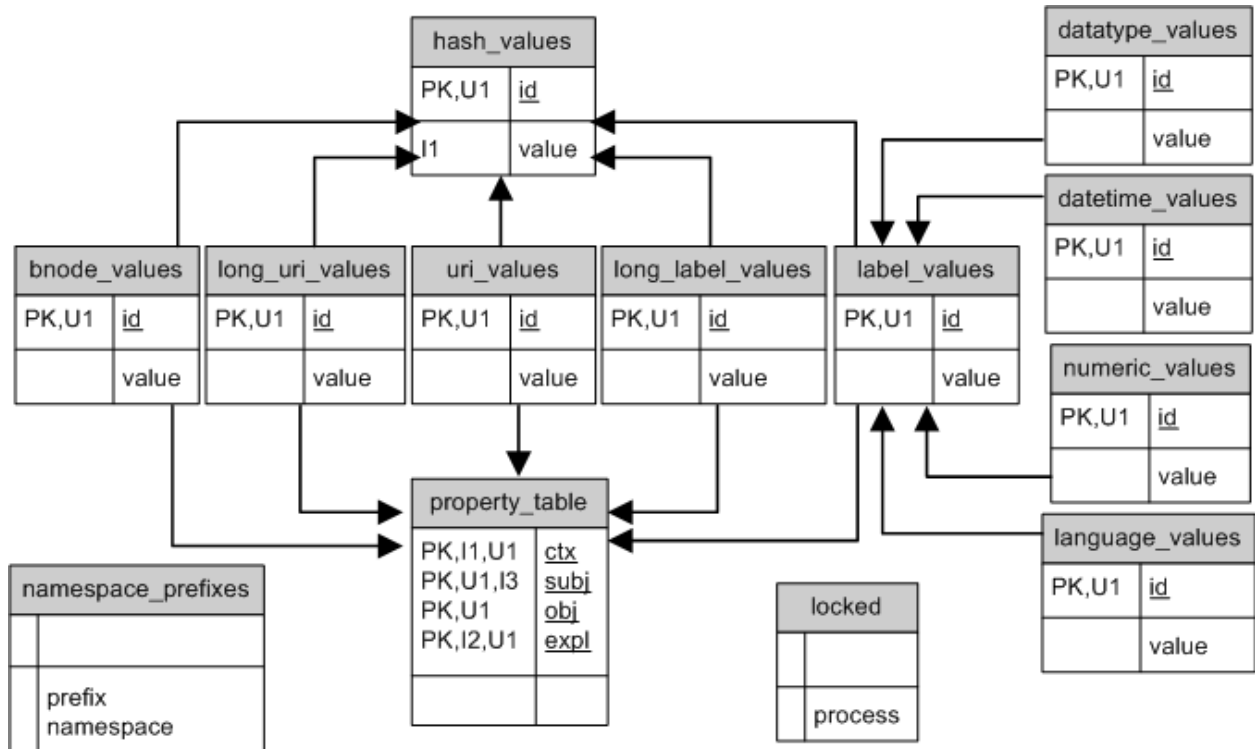 hash_values
PK,U1 id
I1 value
datatype_values
PK,U1 id
value
datetime_values
PK,U1 id
value
bnode_values
PK,U1 id
value
long_uri_values
PK,U1 id
value
uri_values
PK,U1 id
value
long_label_values
PK,U1 id
value
label_values
PK,U1 id
value
numeric_values
PK,U1 id
value
language_values
PK,U1 id
value
property_table
PK,I1,U1 ctx
PK,U1,I3 subj
PK,U1 obj
PK,I2,U1 expl
namespace_prefixes
prefix
namespace
locked
process